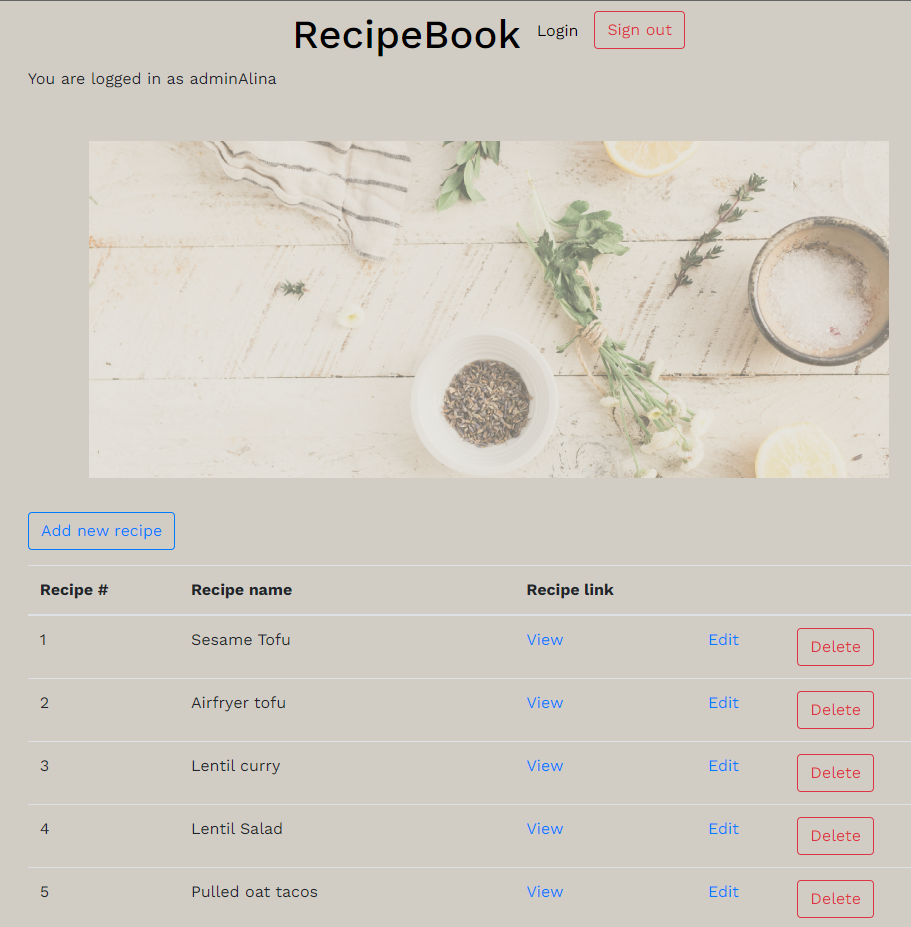 RecipeBook Login Sign out
You are logged in as adminAlina
Add new recipe
Recipe # Recipe name Recipe link
1 Sesame Tofu View Edit Delete
2 Airfryer tofu View Edit Delete
3 Lentil curry View Edit Delete
4 Lentil Salad View Edit Delete
5 Pulled oat tacos View Edit Delete